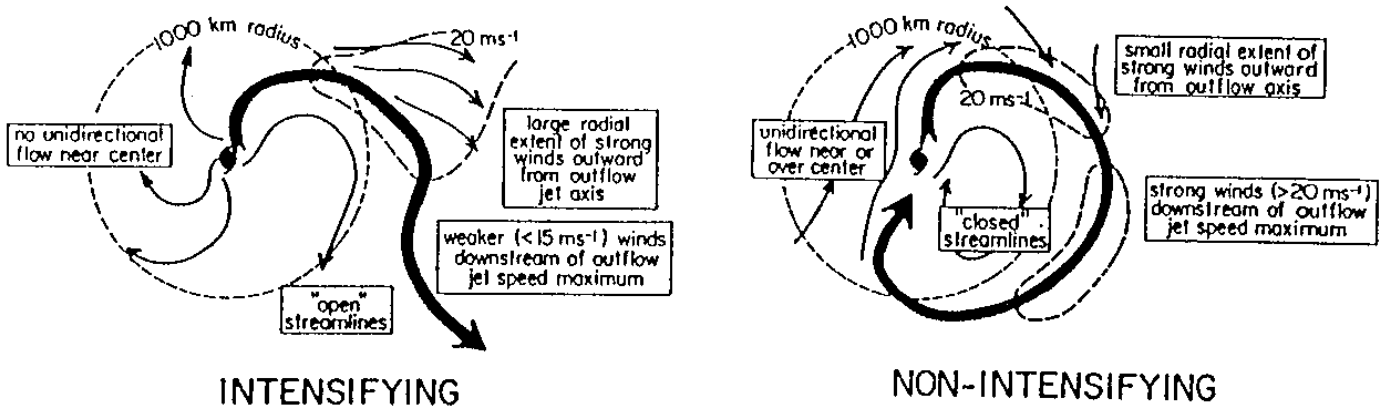 1000 km radius
20 ms⁻¹
no unidirectional
flow near center
large radial
extent of strong
winds outward
from outflow
jet axis
weaker (<15 ms⁻¹) winds
downstream of outflow
jet speed maximum
"open"
streamlines
INTENSIFYING
1000 km radius
small radial extent of
strong winds outward
from outflow axis
20 ms⁻¹
unidirectional
flow near or
over center
strong winds (>20 ms⁻¹)
downstream of outflow
jet speed maximum
"closed"
streamlines
NON-INTENSIFYING